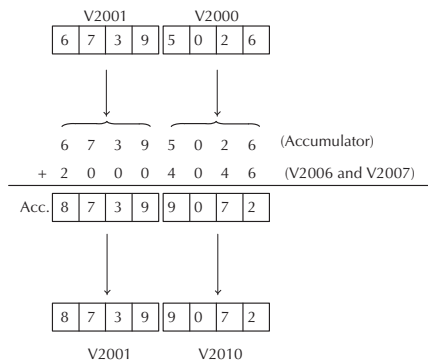 V2001 V2000
6 7 3 9 5 0 2 6
6 7 3 9 5 0 2 6 (Accumulator)
+ 2 0 0 0 4 0 4 6 (V2006 and V2007)
Acc. 8 7 3 9 9 0 7 2
8 7 3 9 9 0 7 2
V2001 V2010